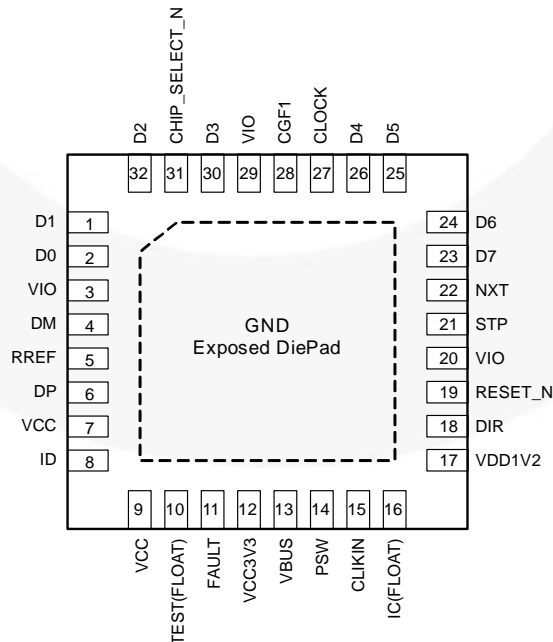 D2
CHIP_SELECT_N
D3
VIO
CGF1
CLOCK
D4
D5
32
31
30
29
28
27
26
25
D1 1
D0 2
VIO 3
DM 4
RREF 5
DP 6
VCC 7
ID 8
GND
Exposed DiePad
24 D6
23 D7
22 NXT
21 STP
20 VIO
19 RESET_N
18 DIR
17 VDD1V2
9
10
11
12
13
14
15
16
VCC
TEST(FLOAT)
FAULT
VCC3V3
VBUS
PSW
CLIKIN
IC(FLOAT)